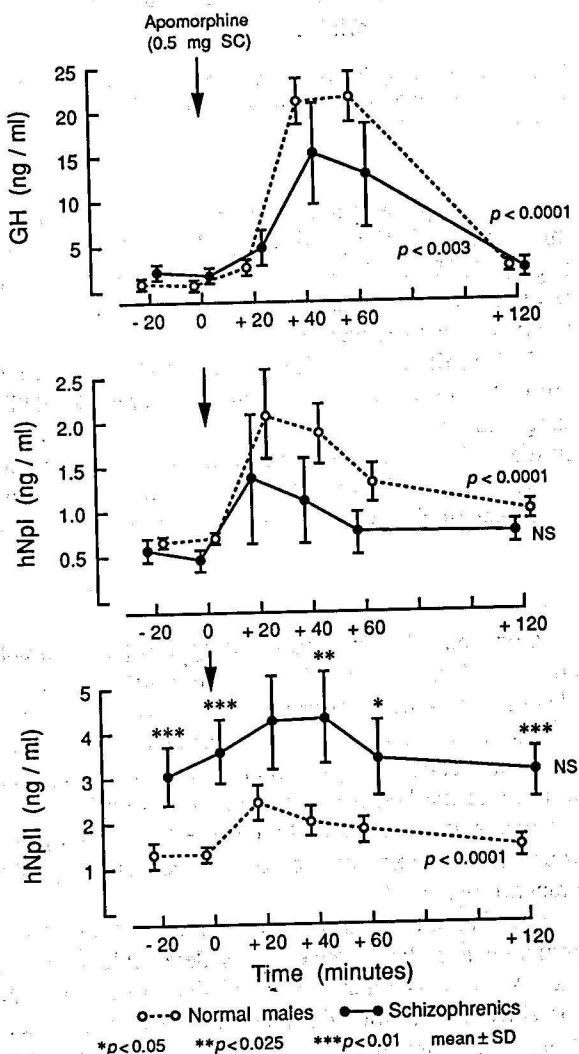 Apomorphine
(0.5 mg SC)
GH (ng / ml)
25
20
15
10
5
p < 0.0001
p < 0.003
- 20 0 + 20 + 40 + 60 + 120
hNpI (ng / ml)
2.5
2.0
1.5
1.0
0.5
p < 0.0001
NS
- 20 0 + 20 + 40 + 60 + 120
hNpII (ng / ml)
5
4
3
2
1
*** *** ** * ***
NS
p < 0.0001
- 20 0 + 20 + 40 + 60 + 120
Time (minutes)
Normal males Schizophrenics
*p<0.05 **p<0.025 ***p<0.01 mean ± SD